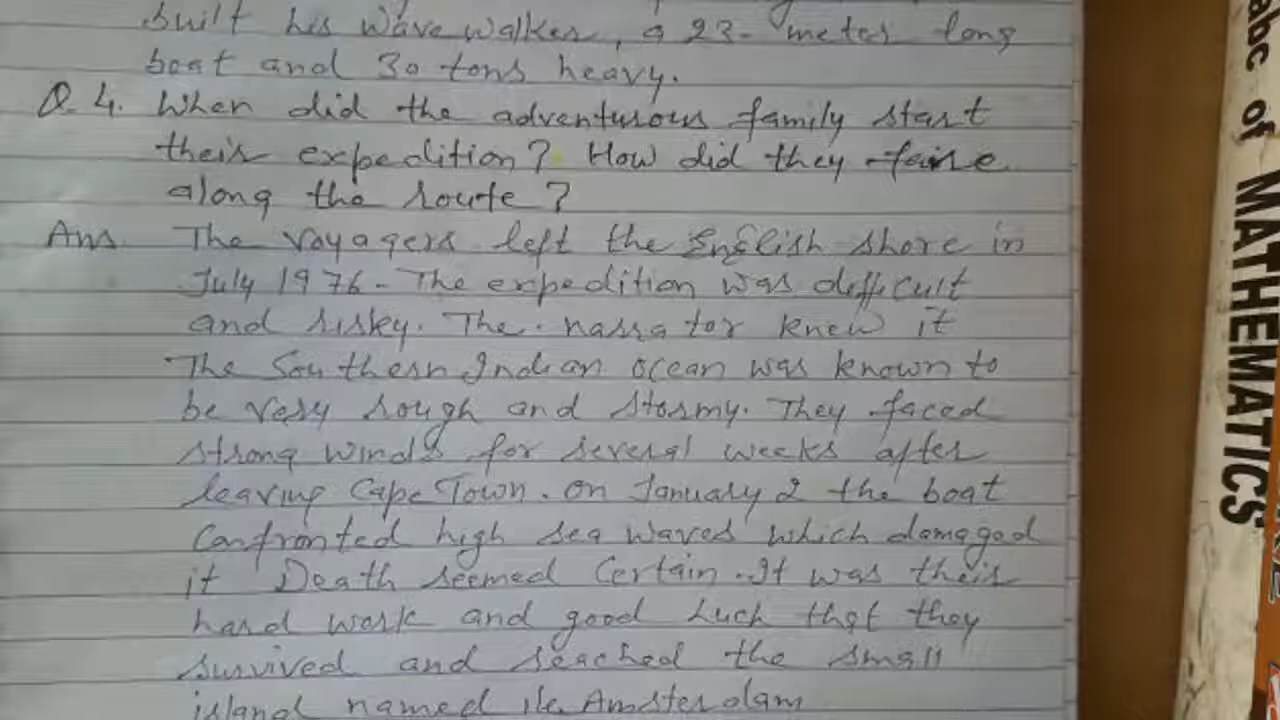 built his Wave walker, a 23- meter long
boat and 30 tons heavy.
Q.4. When did the adventurous family start
their expedition? How did they faire
along the route?
Ans. The voyagers left the English shore in
July 1976- The expedition was difficult
and risky. The narrator knew it
The Southern Indian ocean was known to
be very rough and stormy. They faced
strong winds for several weeks after
leaving Cape Town. on January 2 the boat
Confronted high sea waves which damaged
it Death seemed Certain. It was their
hard work and good Luck that they
survived and reached the small
island named ile Amsterdam
abc of MATHEMATICS